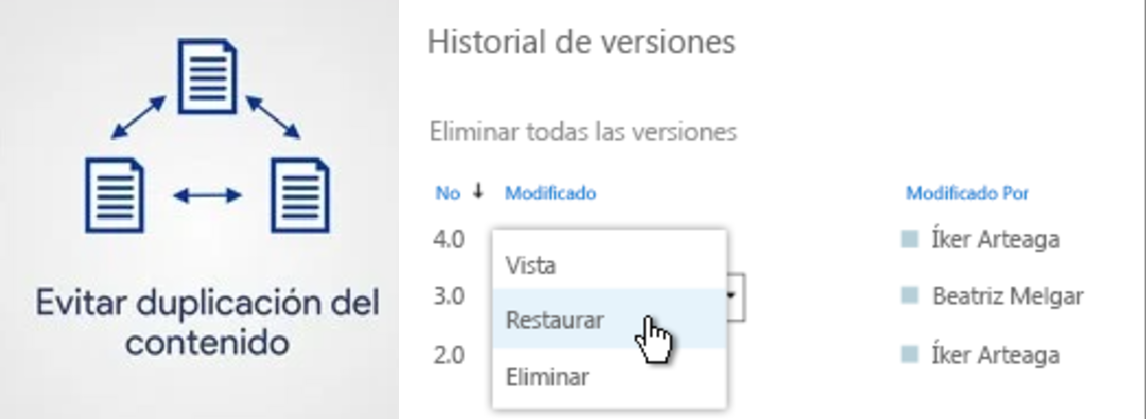 Evitar duplicación del
contenido
Historial de versiones
Eliminar todas las versiones
No Modificado Modificado Por
4.0 Íker Arteaga
Vista
3.0 Beatriz Melgar
Restaurar
2.0 Íker Arteaga
Eliminar